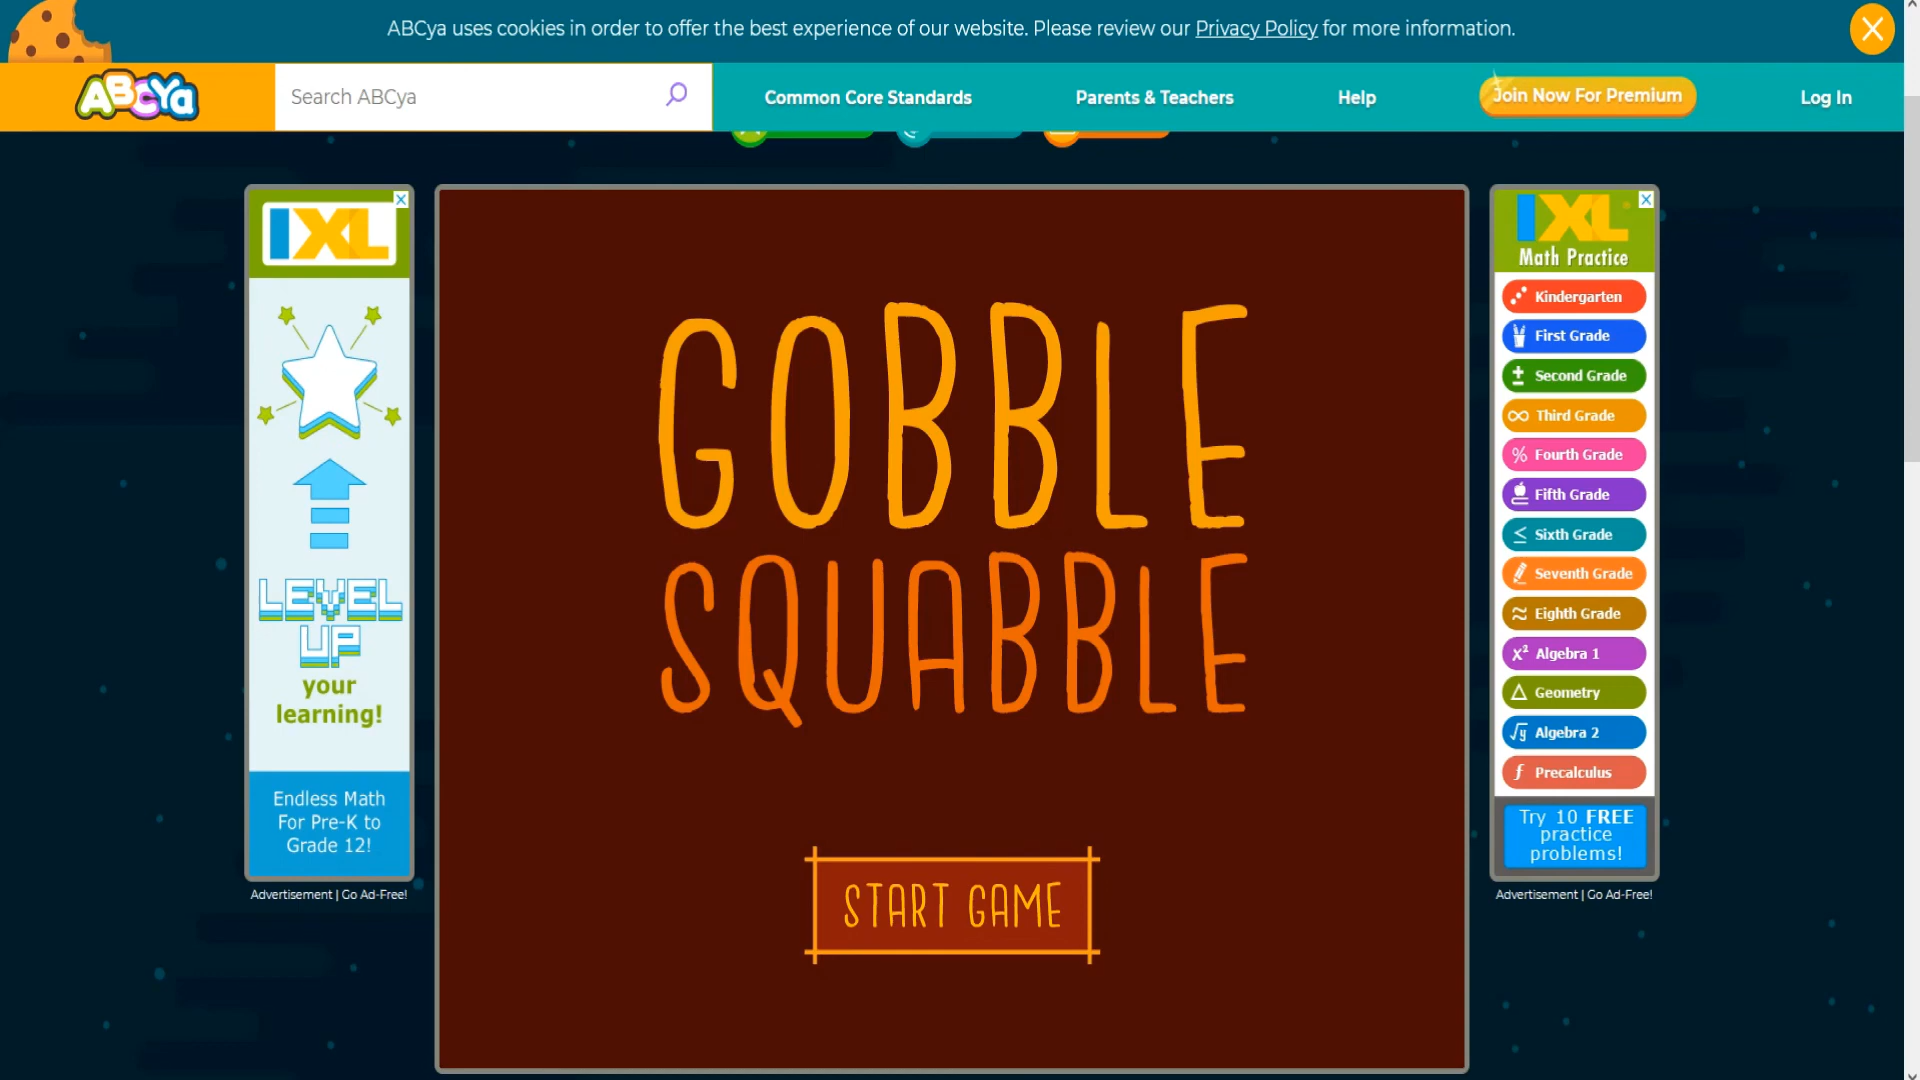 ABCya uses cookies in order to offer the best experience of our website. Please review our Privacy Policy for more information.
ABCYa
Search ABCya
Common Core Standards
Parents & Teachers
Help
Join Now For Premium
Log In
IXL
LEVEL
UP
your
learning!
Endless Math
For Pre-K to
Grade 12!
Advertisement | Go Ad-Free!
GOBBLE
SQUABBLE
START GAME
IXL
Math Practice
Kindergarten
± First Grade
Second Grade
∞ Third Grade
% Fourth Grade
Fifth Grade
≤ Sixth Grade
Seventh Grade
≈ Eighth Grade
x² Algebra 1
△ Geometry
√y Algebra 2
f Precalculus
Try 10 FREE
practice
problems!
Advertisement | Go Ad-Free!